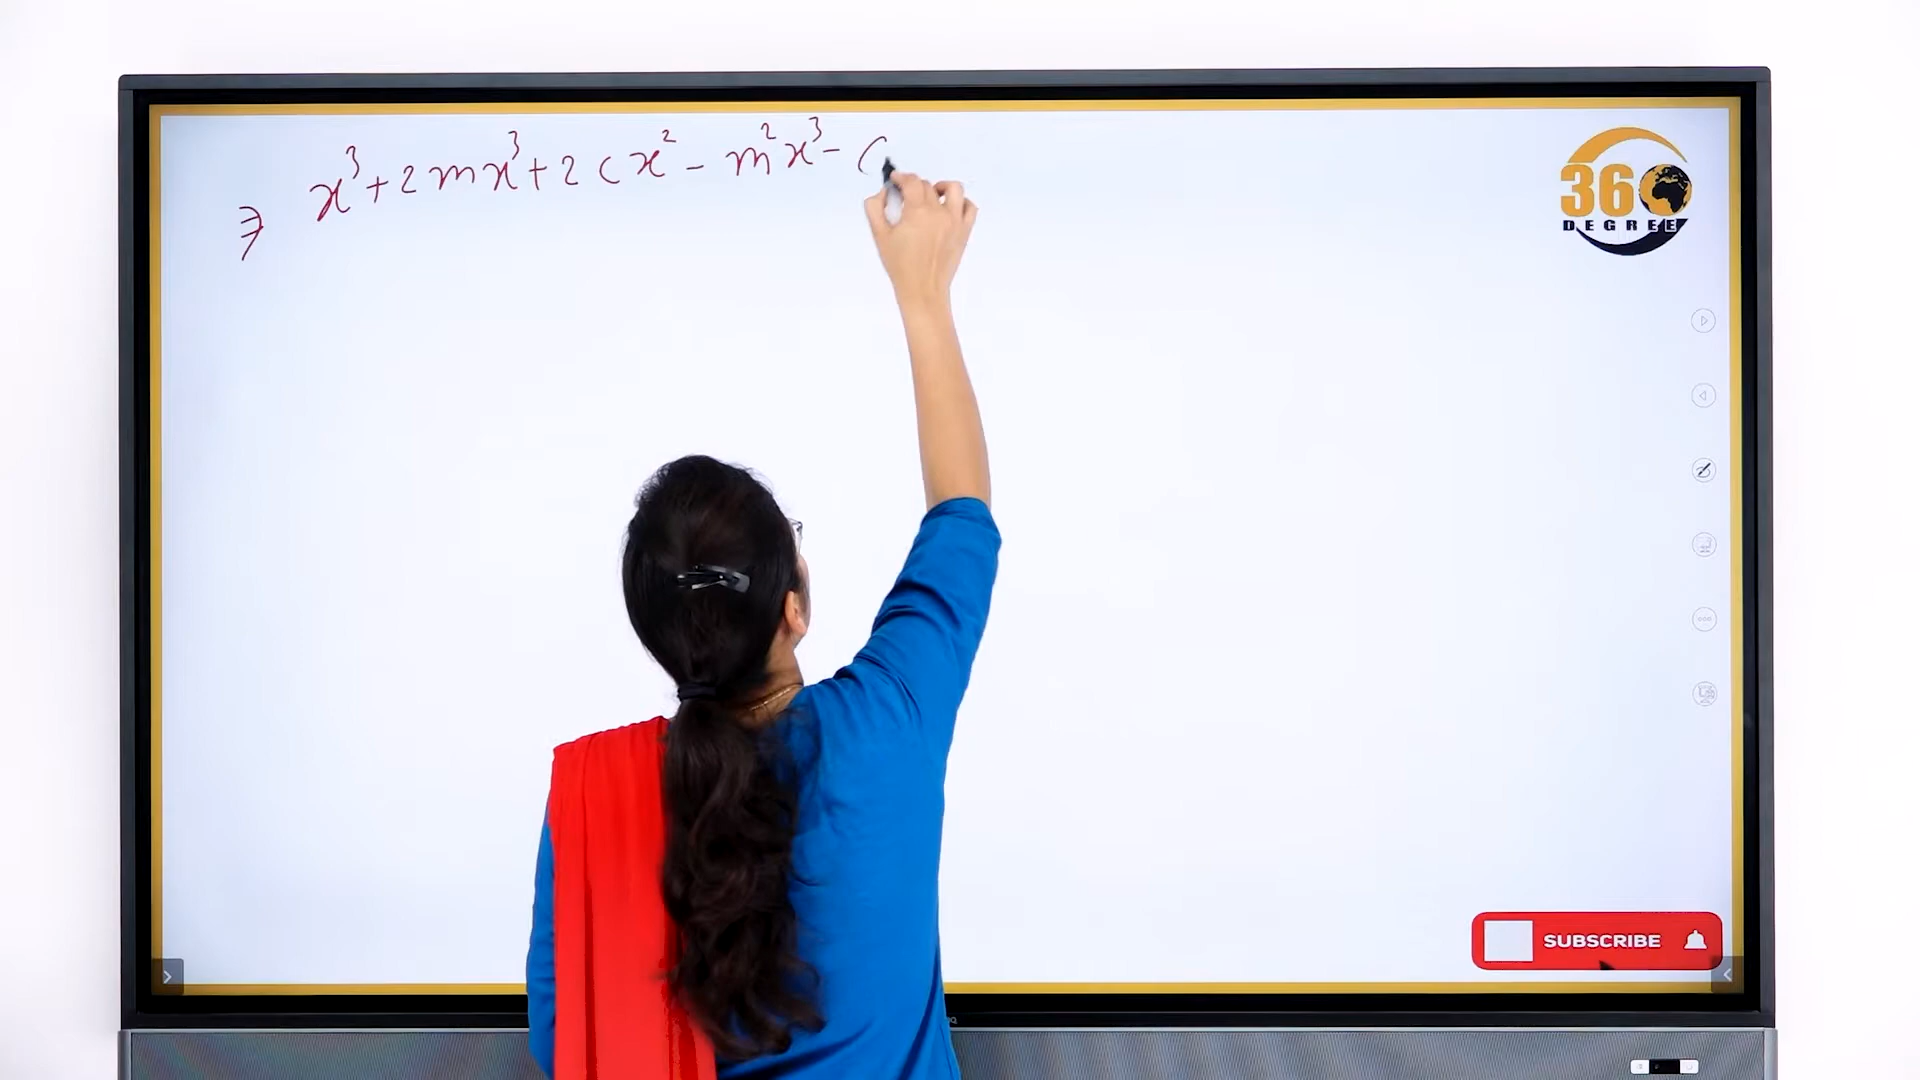 ⇒ x³ + 2mx³ + 2cx² - m²x³ - c
360
DEGREE
SUBSCRIBE